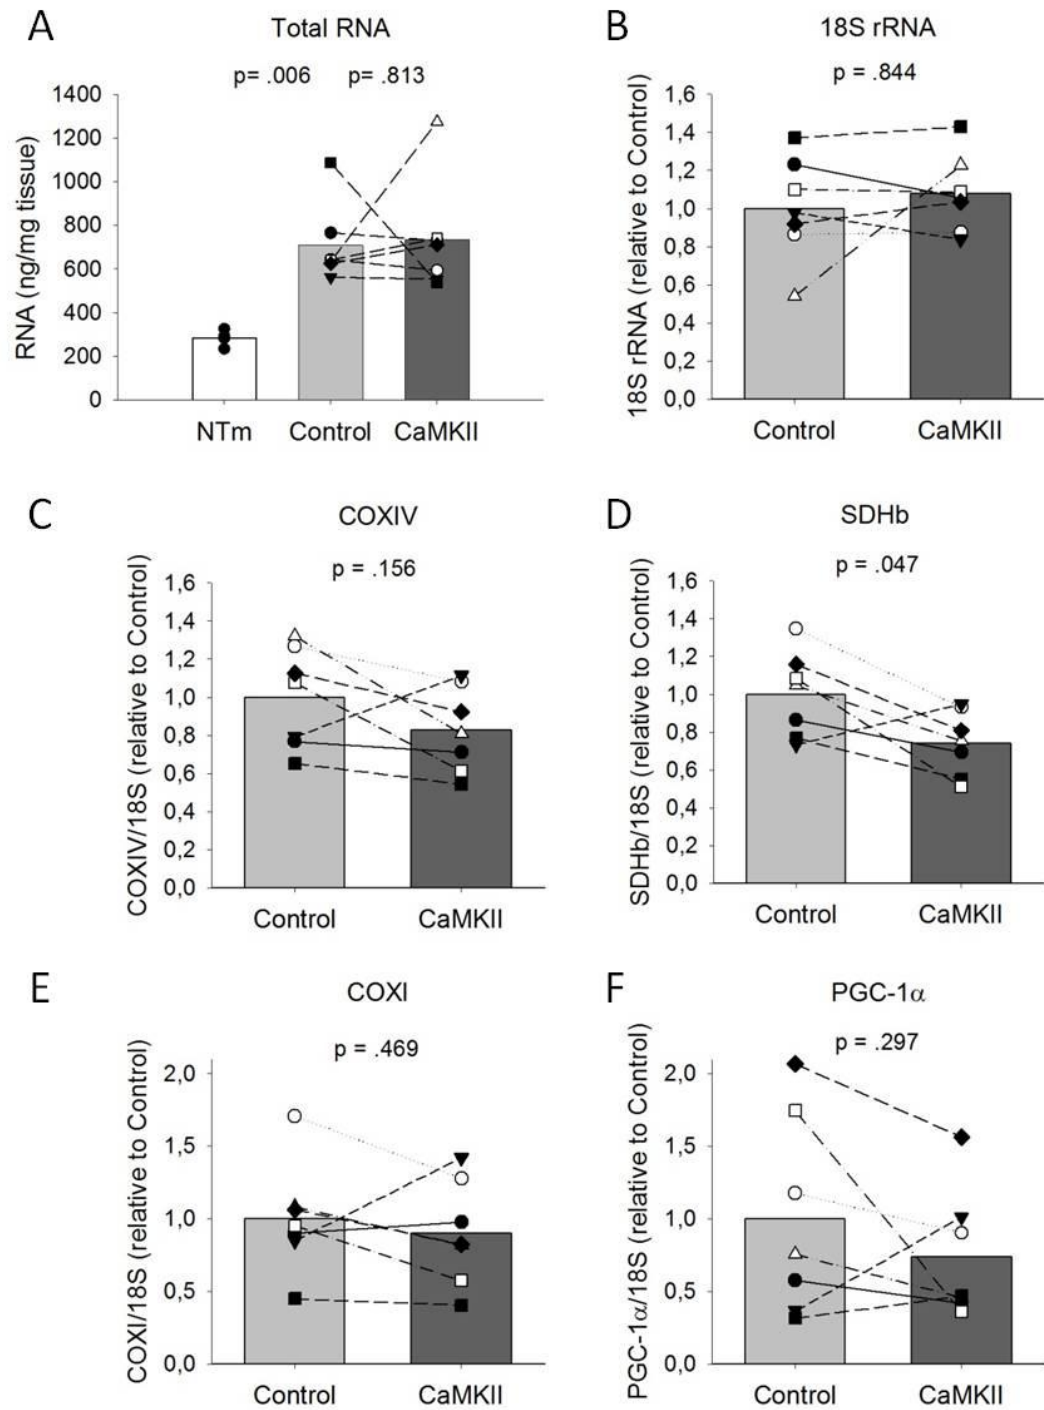 A
Total RNA
p= .006 p= .813
RNA (ng/mg tissue)
1400
1200
1000
800
600
400
200
0
NTm Control CaMKII
B
18S rRNA
p = .844
18S rRNA (relative to Control)
1,6
1,4
1,2
1,0
0,8
0,6
0,4
0,2
0,0
Control CaMKII
C
COXIV
p = .156
COXIV/18S (relative to Control)
1,6
1,4
1,2
1,0
0,8
0,6
0,4
0,2
0,0
Control CaMKII
D
SDHb
p = .047
SDHb/18S (relative to Control)
1,6
1,4
1,2
1,0
0,8
0,6
0,4
0,2
0,0
Control CaMKII
E
COXI
p = .469
COXI/18S (relative to Control)
2,0
1,5
1,0
0,5
0,0
Control CaMKII
F
PGC-1α
p = .297
PGC-1α/18S (relative to Control)
2,0
1,5
1,0
0,5
0,0
Control CaMKII